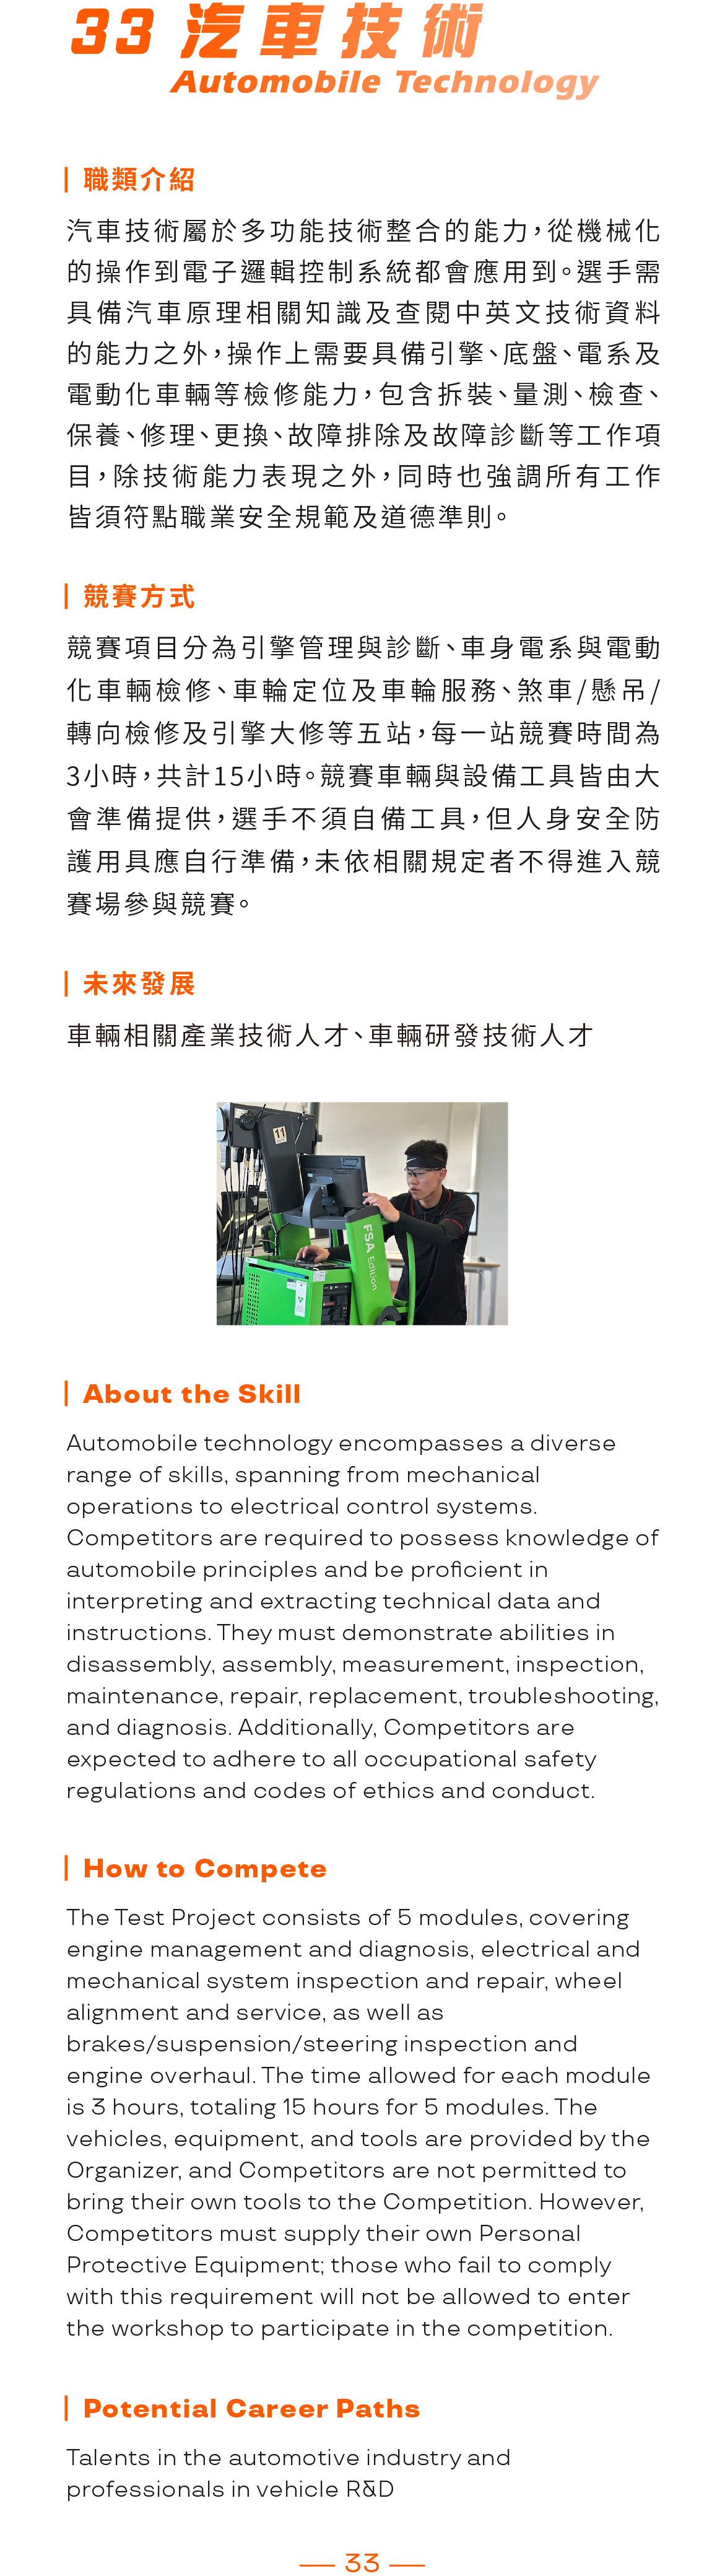 33 汽車技術
Automobile Technology
職類介紹
汽車技術屬於多功能技術整合的能力，從機械化
的操作到電子邏輯控制系統都會應用到。選手需
具備汽車原理相關知識及查閱中英文技術資料
的能力之外，操作上需要具備引擎、底盤、電系及
電動化車輛等檢修能力，包含拆裝、量測、檢查、
保養、修理、更換、故障排除及故障診斷等工作項
目，除技術能力表現之外，同時也強調所有工作
皆須符點職業安全規範及道德準則。
競賽方式
競賽項目分為引擎管理與診斷、車身電系與電動
化車輛檢修、車輪定位及車輪服務、煞車/懸吊/
轉向檢修及引擎大修等五站，每一站競賽時間為
3小時，共計15小時。競賽車輛與設備工具皆由大
會準備提供，選手不須自備工具，但人身安全防
護用具應自行準備，未依相關規定者不得進入競
賽場參與競賽。
未來發展
車輛相關產業技術人才、車輛研發技術人才
11
FSA Edition
About the Skill
Automobile technology encompasses a diverse
range of skills, spanning from mechanical
operations to electrical control systems.
Competitors are required to possess knowledge of
automobile principles and be proficient in
interpreting and extracting technical data and
instructions. They must demonstrate abilities in
disassembly, assembly, measurement, inspection,
maintenance, repair, replacement, troubleshooting,
and diagnosis. Additionally, Competitors are
expected to adhere to all occupational safety
regulations and codes of ethics and conduct.
How to Compete
The Test Project consists of 5 modules, covering
engine management and diagnosis, electrical and
mechanical system inspection and repair, wheel
alignment and service, as well as
brakes/suspension/steering inspection and
engine overhaul. The time allowed for each module
is 3 hours, totaling 15 hours for 5 modules. The
vehicles, equipment, and tools are provided by the
Organizer, and Competitors are not permitted to
bring their own tools to the Competition. However,
Competitors must supply their own Personal
Protective Equipment; those who fail to comply
with this requirement will not be allowed to enter
the workshop to participate in the competition.
Potential Career Paths
Talents in the automotive industry and
professionals in vehicle R&D
33